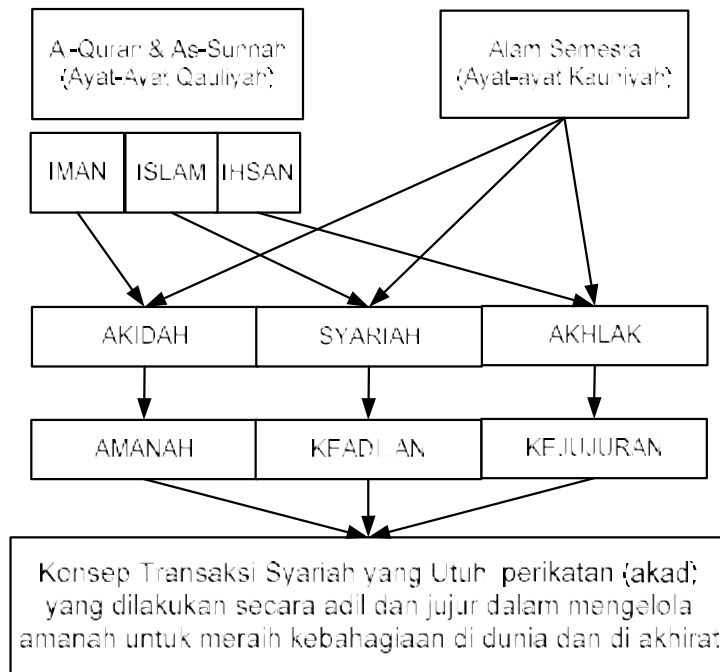 Al-Quran & As-Sunnah
(Ayat-Ayat Qauliyah)
Alam Semesta
(Ayat-ayat Kauniyah)
IMAN ISLAM IHSAN
AKIDAH SYARIAH AKHLAK
AMANAH KEADILAN KEJUJURAN
Konsep Transaksi Syariah yang Utuh perikatan (akad)
yang dilakukan secara adil dan jujur dalam mengelola
amanah untuk meraih kebahagiaan di dunia dan di akhirat